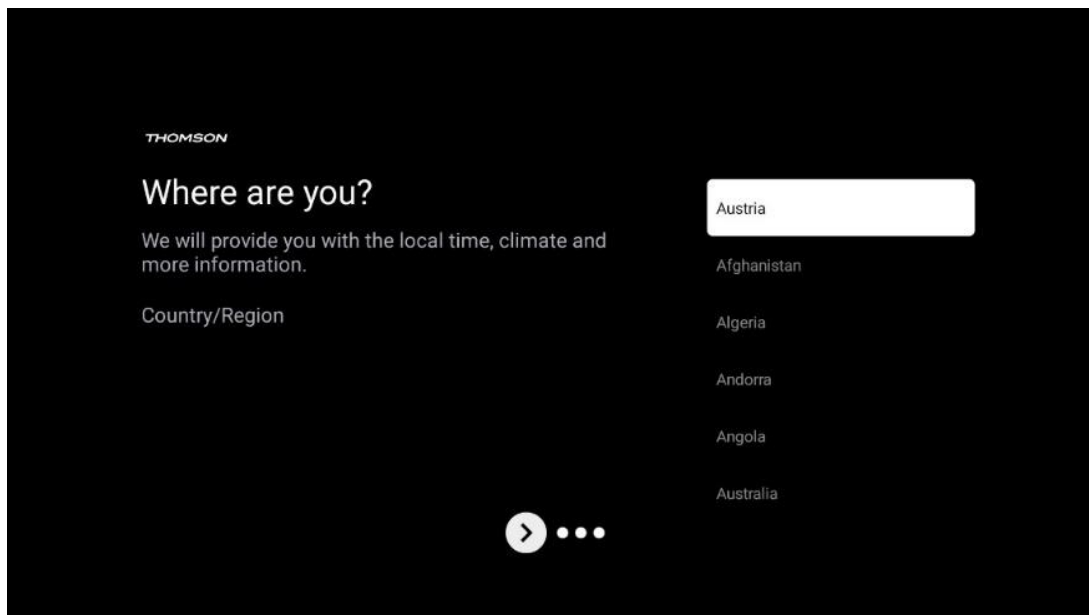 THOMSON
Where are you?
We will provide you with the local time, climate and
more information.
Country/Region
Austria
Afghanistan
Algeria
Andorra
Angola
Australia